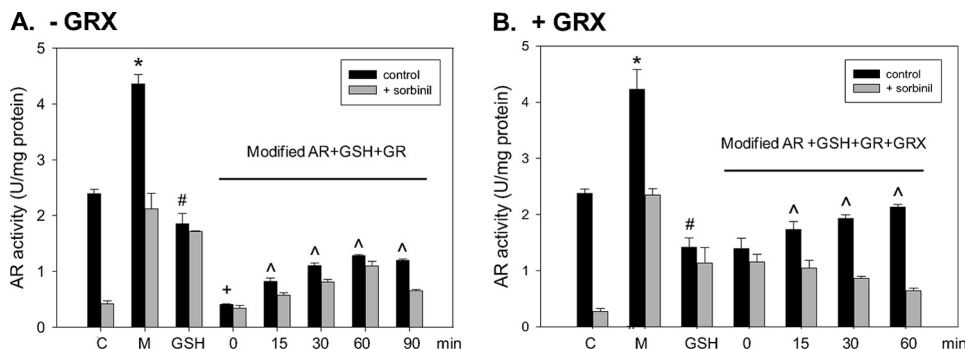 A. - GRX
AR activity (U/mg protein)
5
4
3
2
1
0
control
+ sorbinil
Modified AR+GSH+GR
*
#
+
^
^
^
^
C M GSH 0 15 30 60 90 min
B. + GRX
AR activity (U/mg protein)
5
4
3
2
1
0
control
+ sorbinil
Modified AR +GSH+GR+GRX
*
#
^
^
^
C M GSH 0 15 30 60 min